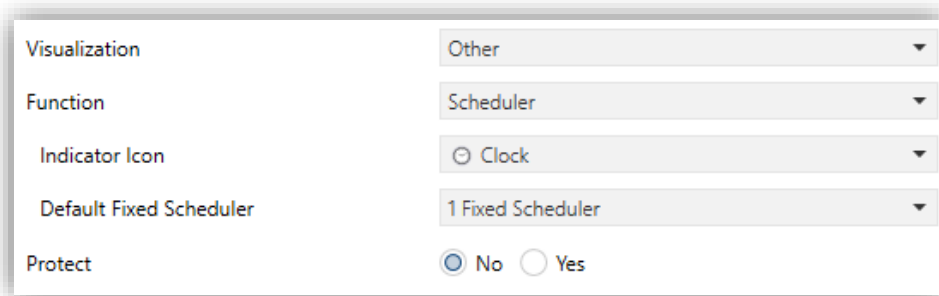 Visualization Other
Function Scheduler
Indicator Icon Clock
Default Fixed Scheduler 1 Fixed Scheduler
Protect No Yes